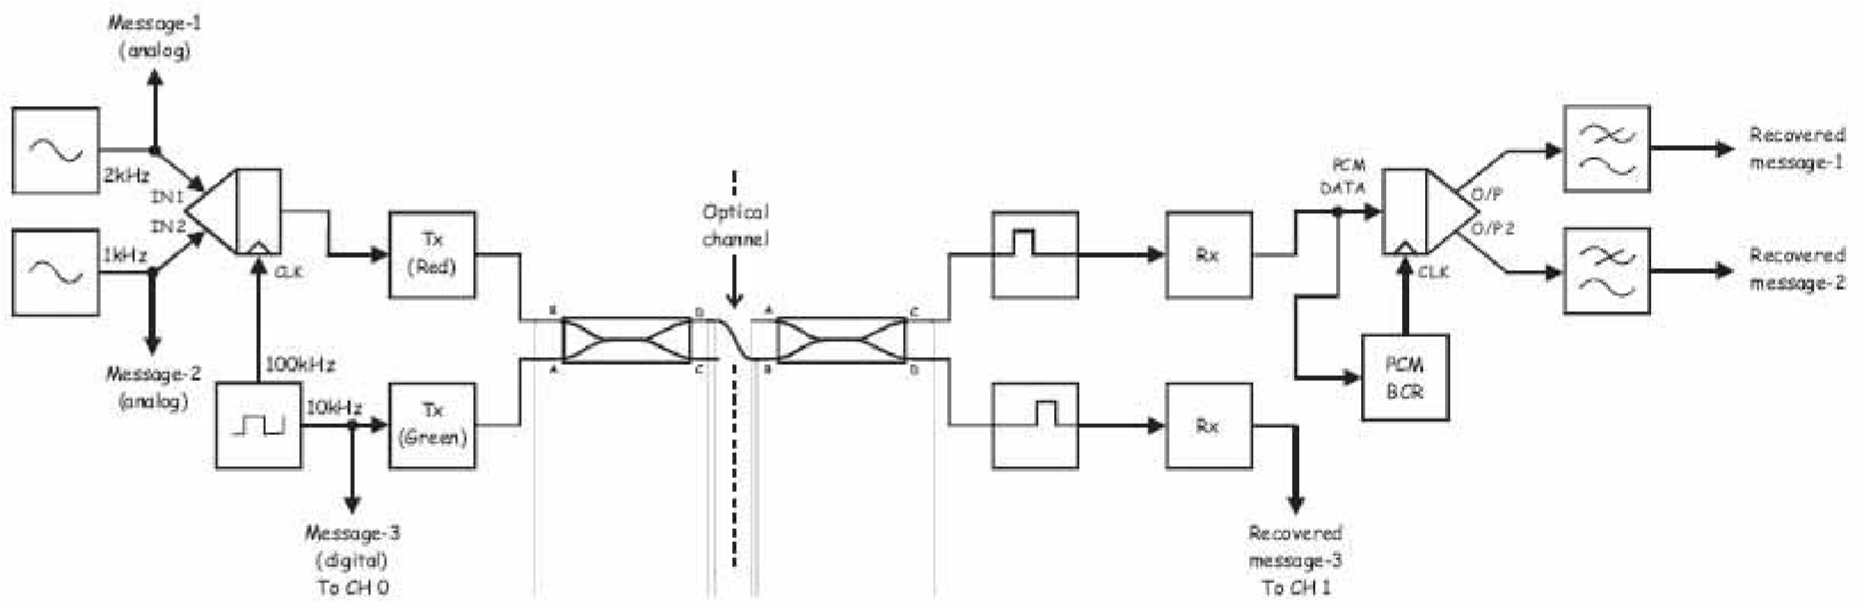 Message-1
(analog)
2kHz
IN1
IN2
1kHz
CLK
Message-2
(analog)
100kHz
10kHz
Message-3
(digital)
To CH 0
Tx
(Red)
Tx
(Green)
B
A
D
C
Optical
channel
A
B
C
D
Rx
Rx
Recovered
message-3
To CH 1
PCM
DATA
O/P
O/P2
CLK
PCM
BCR
Recovered
message-1
Recovered
message-2